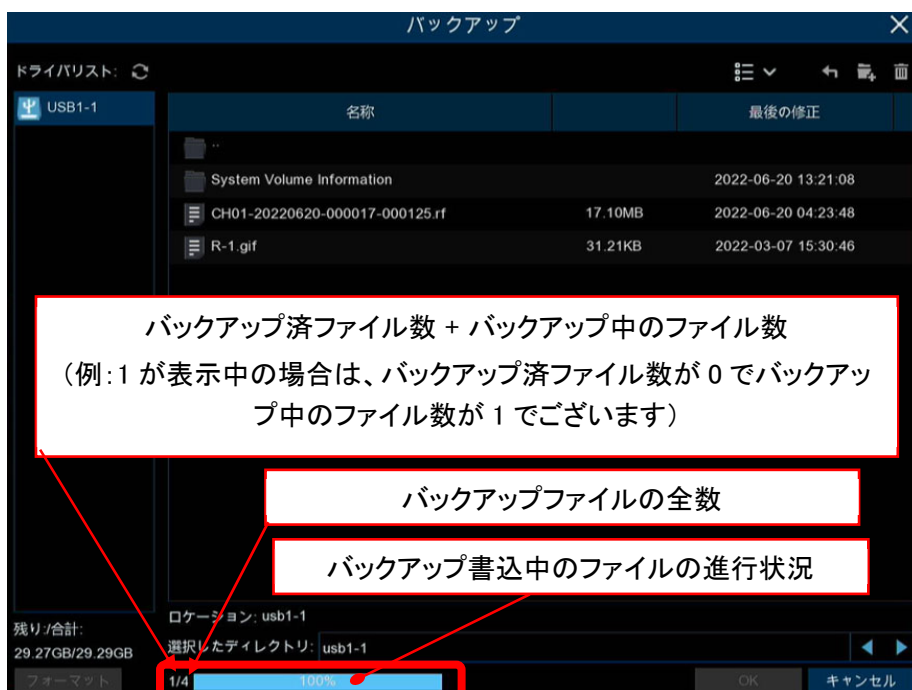 バックアップ
ドライバリスト:
USB1-1
名称 最後の修正
..
System Volume Information 2022-06-20 13:21:08
CH01-20220620-000017-000125.rf 17.10MB 2022-06-20 04:23:48
R-1.gif 31.21KB 2022-03-07 15:30:46
バックアップ済ファイル数 + バックアップ中のファイル数
（例：1 が表示中の場合は、バックアップ済ファイル数が 0 でバックアッ
プ中のファイル数が 1 でございます）
バックアップファイルの全数
バックアップ書込中のファイルの進行状況
ロケーション: usb1-1
残り:/合計:
選択したディレクトリ: usb1-1
29.27GB/29.29GB
フォーマット 1/4 100% OK キャンセル